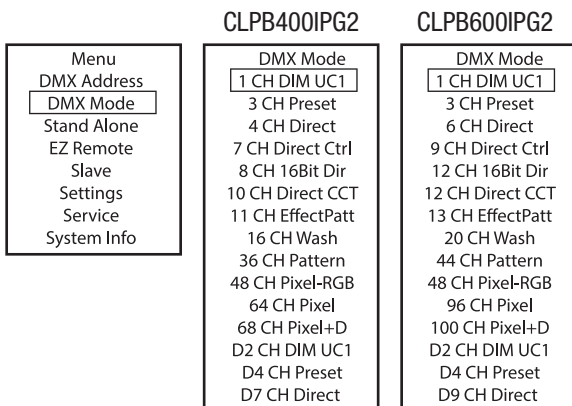 CLPB400IPG2
CLPB600IPG2
Menu
DMX Address
DMX Mode
Stand Alone
EZ Remote
Slave
Settings
Service
System Info
DMX Mode
1 CH DIM UC1
3 CH Preset
4 CH Direct
7 CH Direct Ctrl
8 CH 16Bit Dir
10 CH Direct CCT
11 CH EffectPatt
16 CH Wash
36 CH Pattern
48 CH Pixel-RGB
64 CH Pixel
68 CH Pixel+D
D2 CH DIM UC1
D4 CH Preset
D7 CH Direct
DMX Mode
1 CH DIM UC1
3 CH Preset
6 CH Direct
9 CH Direct Ctrl
12 CH 16Bit Dir
12 CH Direct CCT
13 CH EffectPatt
20 CH Wash
44 CH Pattern
48 CH Pixel-RGB
96 CH Pixel
100 CH Pixel+D
D2 CH DIM UC1
D4 CH Preset
D9 CH Direct